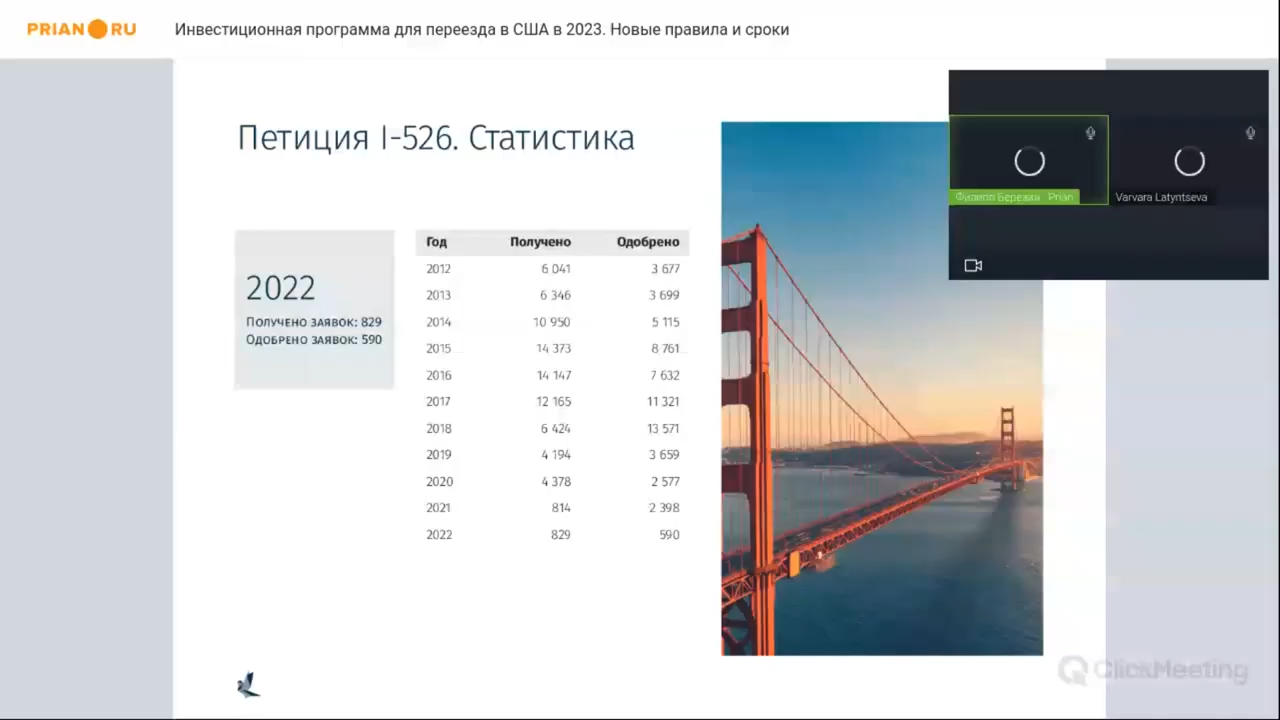 PRIAN RU
Инвестиционная программа для переезда в США в 2023. Новые правила и сроки
Петиция I-526. Статистика
2022
Получено заявок: 829
Одобрено заявок: 590
Год Получено Одобрено
2012 6 041 3 677
2013 6 346 3 699
2014 10 950 5 115
2015 14 373 8 761
2016 14 147 7 632
2017 12 165 11 321
2018 6 424 13 571
2019 4 194 3 659
2020 4 378 2 577
2021 814 2 398
2022 829 590
Филипп Березин Prian
Varvara Latyntseva
ClickMeeting